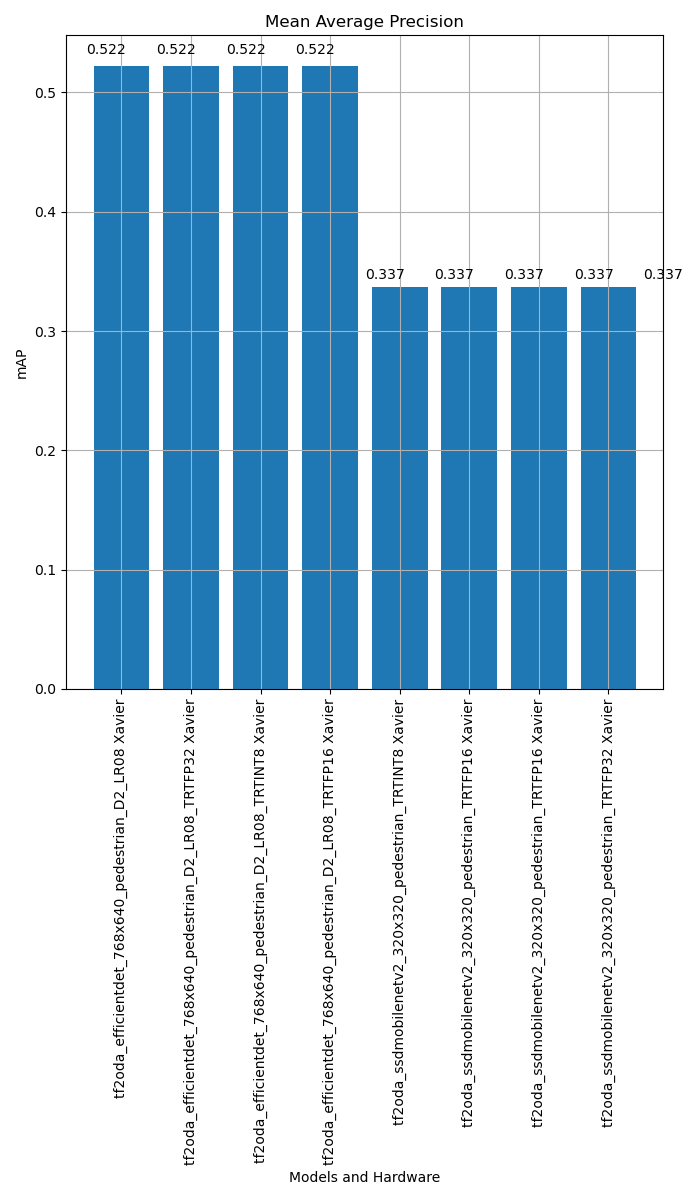 Mean Average Precision
0.522 0.522 0.522 0.522
0.337 0.337 0.337 0.337 0.337
0.5
0.4
0.3
0.2
0.1
0.0
mAP
tf2oda_efficientdet_768x640_pedestrian_D2_LR08 Xavier
tf2oda_efficientdet_768x640_pedestrian_D2_LR08_TRTFP32 Xavier
tf2oda_efficientdet_768x640_pedestrian_D2_LR08_TRTINT8 Xavier
tf2oda_efficientdet_768x640_pedestrian_D2_LR08_TRTFP16 Xavier
tf2oda_ssdmobilenetv2_320x320_pedestrian_TRTINT8 Xavier
tf2oda_ssdmobilenetv2_320x320_pedestrian_TRTFP16 Xavier
tf2oda_ssdmobilenetv2_320x320_pedestrian_TRTFP16 Xavier
tf2oda_ssdmobilenetv2_320x320_pedestrian_TRTFP32 Xavier
Models and Hardware